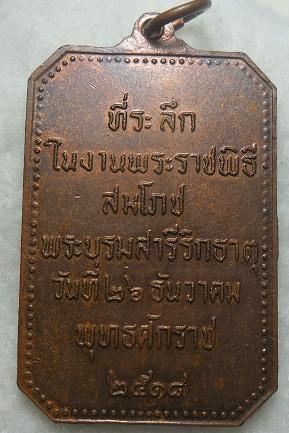 ที่ระลึก
ในงานพระราชพิธี
สมโภช
พระบรมสารีริกธาตุ
วันที่ ๒๖ ธันวาคม
พุทธศักราช
๒๕๑๘